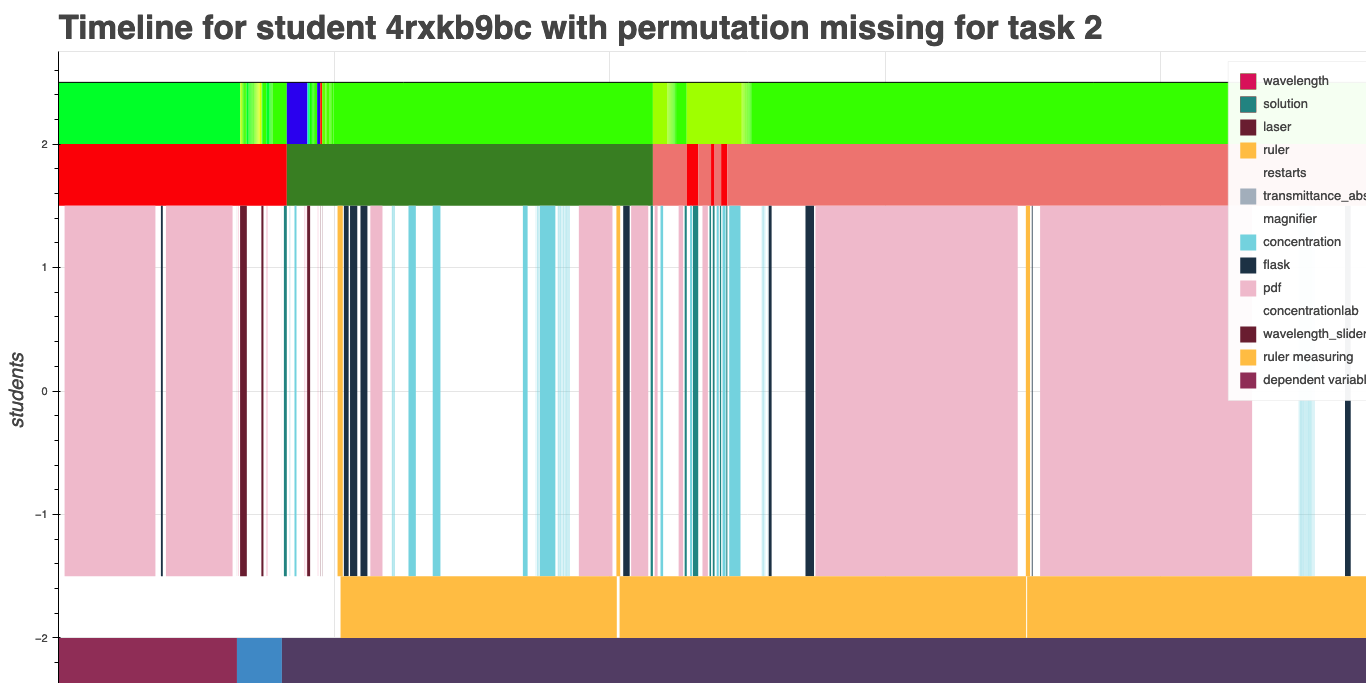 Timeline for student 4rxkb9bc with permutation missing for task 2
wavelength
solution
laser
ruler
restarts
transmittance_abs
magnifier
concentration
flask
pdf
concentrationlab
wavelength_slider
ruler measuring
dependent variabl
2
1
0
−1
−2
students